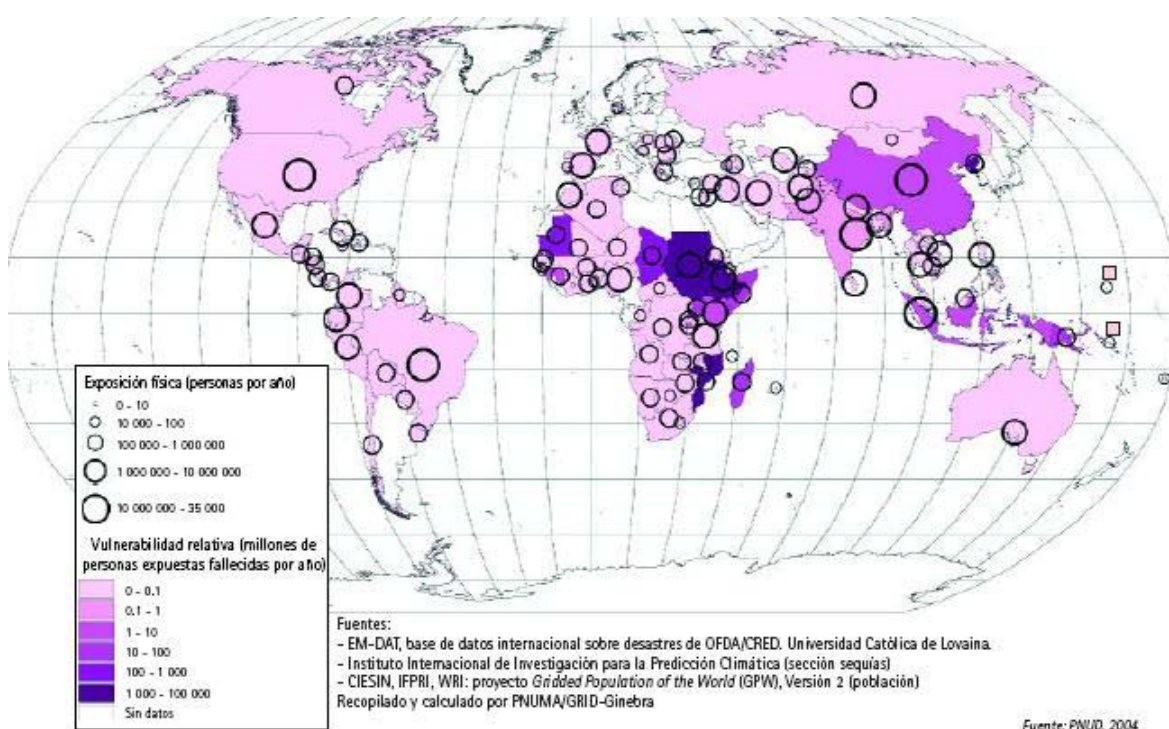 Exposición física (personas por año)
0 - 10
10 000 - 100
100 000 - 1 000 000
1 000 000 - 10 000 000
10 000 000 - 35 000
Vulnerabilidad relativa (millones de
personas expuestas fallecidas por año)
0 - 0.1
0.1 - 1
1 - 10
10 - 100
100 - 1 000
1 000 - 100 000
Sin datos
Fuentes:
- EM-DAT, base de datos internacional sobre desastres de OFDA/CRED. Universidad Católica de Lovaina.
- Instituto Internacional de Investigación para la Predicción Climática (sección sequías)
- CIESIN, IFPRI, WRI: proyecto Gridded Population of the World (GPW), Versión 2 (población)
Recopilado y calculado por PNUMA/GRID-Ginebra
Fuente: PNUD, 2004